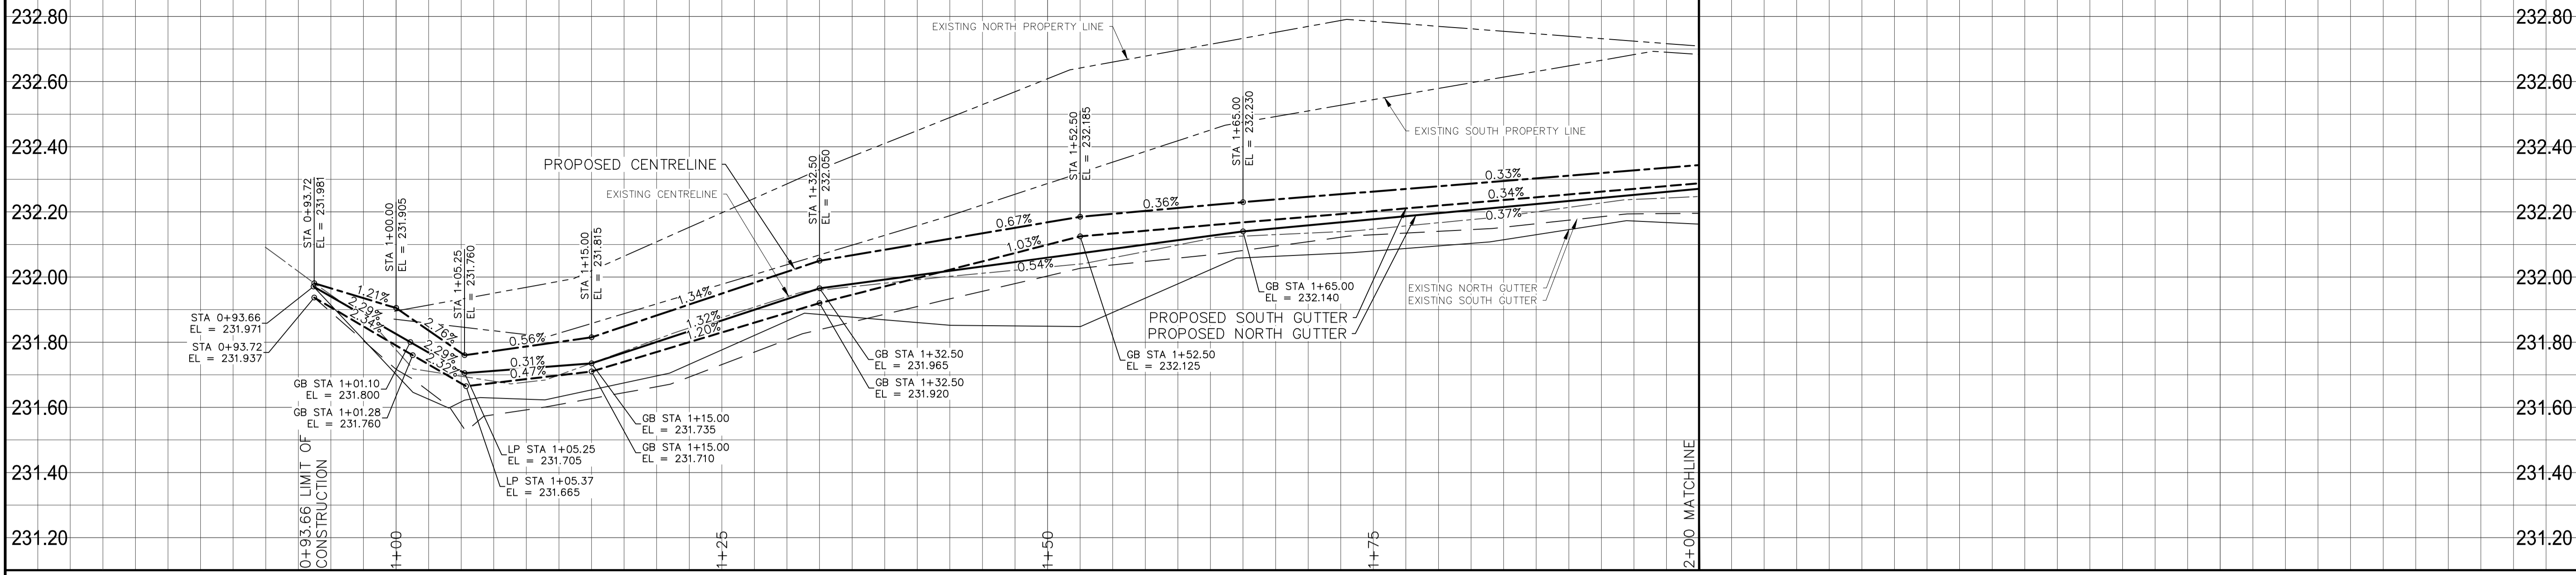 232.80
232.60
232.40
232.20
232.00
231.80
231.60
231.40
231.20
232.80
232.60
232.40
232.20
232.00
231.80
231.60
231.40
231.20
EXISTING NORTH PROPERTY LINE
EXISTING SOUTH PROPERTY LINE
PROPOSED CENTRELINE
EXISTING CENTRELINE
STA 0+93.72
EL = 231.981
STA 1+00.00
EL = 231.905
STA 1+05.25
EL = 231.760
STA 1+15.00
EL = 231.815
STA 1+32.50
EL = 232.050
STA 1+52.50
EL = 232.185
STA 1+65.00
EL = 232.230
1.21%
2.76%
0.56%
1.34%
0.67%
0.36%
0.33%
2.29%
2.29%
0.31%
1.32%
0.54%
0.37%
2.34%
2.32%
0.47%
1.20%
1.03%
0.34%
STA 0+93.66
EL = 231.971
STA 0+93.72
EL = 231.937
GB STA 1+01.10
EL = 231.800
GB STA 1+01.28
EL = 231.760
LP STA 1+05.25
EL = 231.705
LP STA 1+05.37
EL = 231.665
GB STA 1+15.00
EL = 231.735
GB STA 1+15.00
EL = 231.710
GB STA 1+32.50
EL = 231.965
GB STA 1+32.50
EL = 231.920
GB STA 1+52.50
EL = 232.125
GB STA 1+65.00
EL = 232.140
PROPOSED SOUTH GUTTER
PROPOSED NORTH GUTTER
EXISTING NORTH GUTTER
EXISTING SOUTH GUTTER
0+93.66 LIMIT OF
CONSTRUCTION
1+00
1+25
1+50
1+75
2+00 MATCHLINE